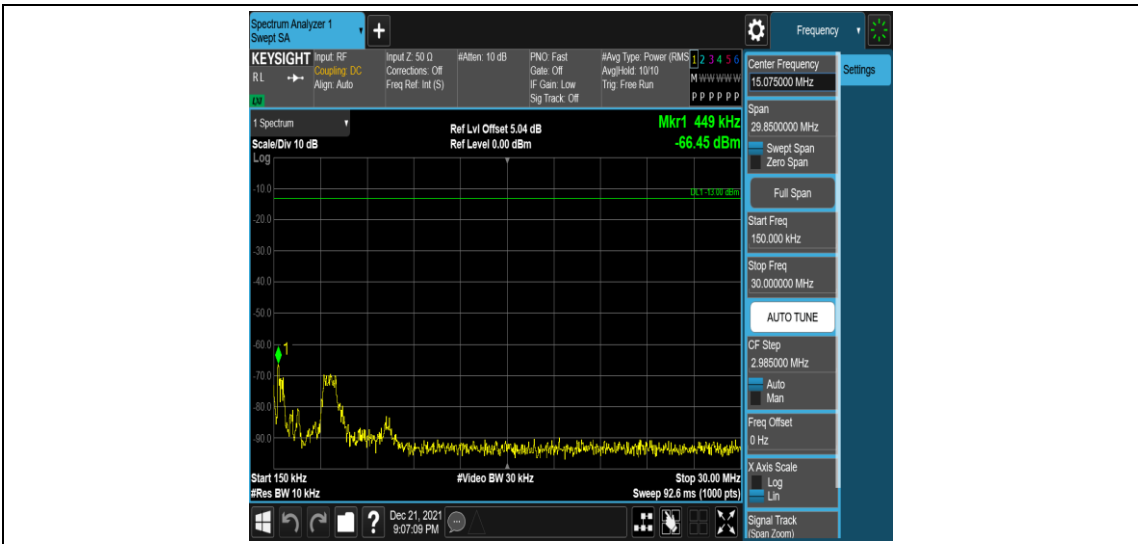 Spectrum Analyzer 1
Swept SA
+
Frequency
KEYSIGHT
RL
LXI
Input: RF
Coupling: DC
Align: Auto
Input Z: 50 Ω
Corrections: Off
Freq Ref: Int (S)
#Atten: 10 dB
PNO: Fast
Gate: Off
IF Gain: Low
Sig Track: Off
#Avg Type: Power (RMS
Avg|Hold: 10/10
Trig: Free Run
1 2 3 4 5 6
M W W W W W
P P P P P P
1 Spectrum
Scale/Div 10 dB
Log
Ref Lvl Offset 5.04 dB
Ref Level 0.00 dBm
Mkr1 449 kHz
-66.45 dBm
DL1 -13.00 dBm
-10.0
-20.0
-30.0
-40.0
-50.0
-60.0
1
-70.0
-80.0
-90.0
Start 150 kHz
#Res BW 10 kHz
#Video BW 30 kHz
Stop 30.00 MHz
Sweep 92.6 ms (1000 pts)
?
Dec 21, 2021
9:07:09 PM
Center Frequency
15.075000 MHz
Settings
Span
29.8500000 MHz
Swept Span
Zero Span
Full Span
Start Freq
150.000 kHz
Stop Freq
30.000000 MHz
AUTO TUNE
CF Step
2.985000 MHz
Auto
Man
Freq Offset
0 Hz
X Axis Scale
Log
Lin
Signal Track
(Span Zoom)